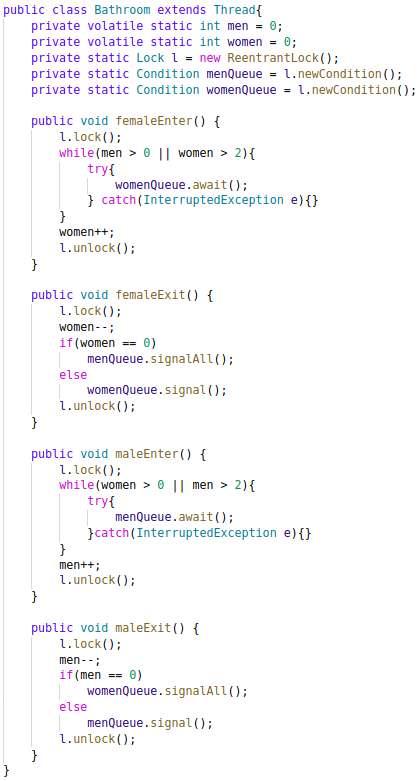 public class Bathroom extends Thread{
    private volatile static int men = 0;
    private volatile static int women = 0;
    private static Lock l = new ReentrantLock();
    private static Condition menQueue = l.newCondition();
    private static Condition womenQueue = l.newCondition();

    public void femaleEnter() {
        l.lock();
        while(men > 0 || women > 2){
            try{
                womenQueue.await();
            } catch(InterruptedException e){}
        }
        women++;
        l.unlock();
    }

    public void femaleExit() {
        l.lock();
        women--;
        if(women == 0)
            menQueue.signalAll();
        else
            womenQueue.signal();
        l.unlock();
    }

    public void maleEnter() {
        l.lock();
        while(women > 0 || men > 2){
            try{
                menQueue.await();
            }catch(InterruptedException e){}
        }
        men++;
        l.unlock();
    }

    public void maleExit() {
        l.lock();
        men--;
        if(men == 0)
            womenQueue.signalAll();
        else
            menQueue.signal();
        l.unlock();
    }
}